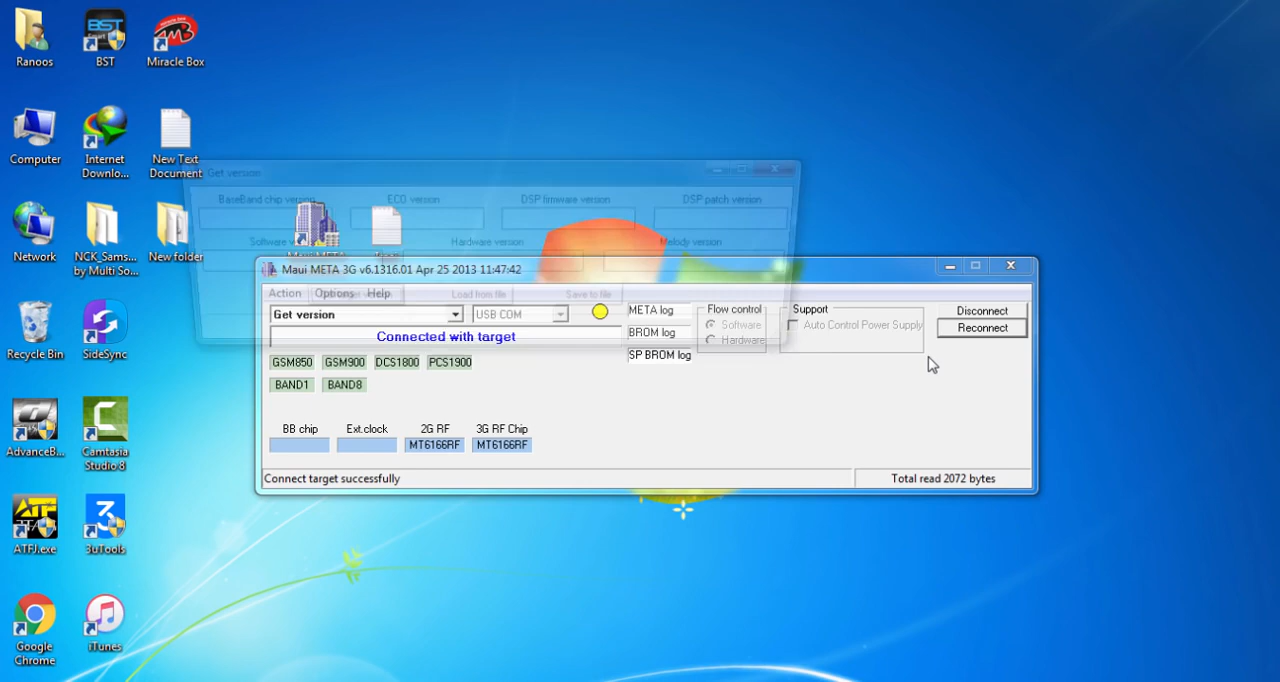 Ranoos
BST
Miracle Box
Computer
Internet
Downlo...
New Text
Document
Network
NCK_Sams...
by Multi So...
New folder
Recycle Bin
SideSync
AdvanceB...
Camtasia
Studio 8
ATFJ.exe
3uTools
Google
Chrome
iTunes
Get version
BaseBand chip version
ECO version
DSP firmware version
DSP patch version
Hardware version
Melody version
Load from file
Save to file
Maui META 3G v6.1316.01 Apr 25 2013 11:47:42
Action Options Help
Get version
USB COM
META log
BROM log
SP BROM log
Flow control
Software
Hardware
Support
Auto Control Power Supply
Disconnect
Reconnect
Connected with target
GSM850 GSM900 DCS1800 PCS1900
BAND1 BAND8
BB chip Ext.clock 2G RF 3G RF Chip
MT6166RF MT6166RF
Connect target successfully
Total read 2072 bytes